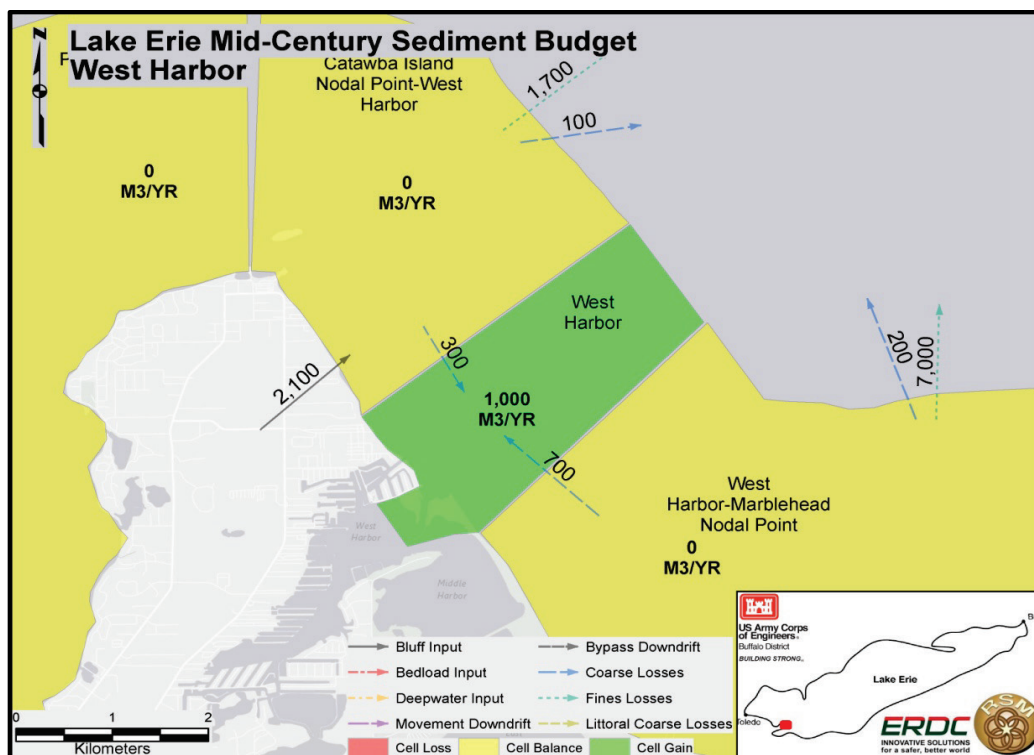 Lake Erie Mid-Century Sediment Budget
West Harbor
N
Catawba Island
Nodal Point-West
Harbor
1,700
100
0
M3/YR
0
M3/YR
West
Harbor
300
2,100
1,000
M3/YR
700
200
7,000
West
Harbor-Marblehead
Nodal Point
0
M3/YR
West
Harbor
Middle
Harbor
Bluff Input
Bedload Input
Deepwater Input
Movement Downdrift
Bypass Downdrift
Coarse Losses
Fines Losses
Littoral Coarse Losses
Cell Loss
Cell Balance
Cell Gain
0 1 2
Kilometers
US Army Corps
of Engineers®
Buffalo District
BUILDING STRONG®
Lake Erie
Toledo
ERDC
INNOVATIVE SOLUTIONS
for a safer, better world
RSM